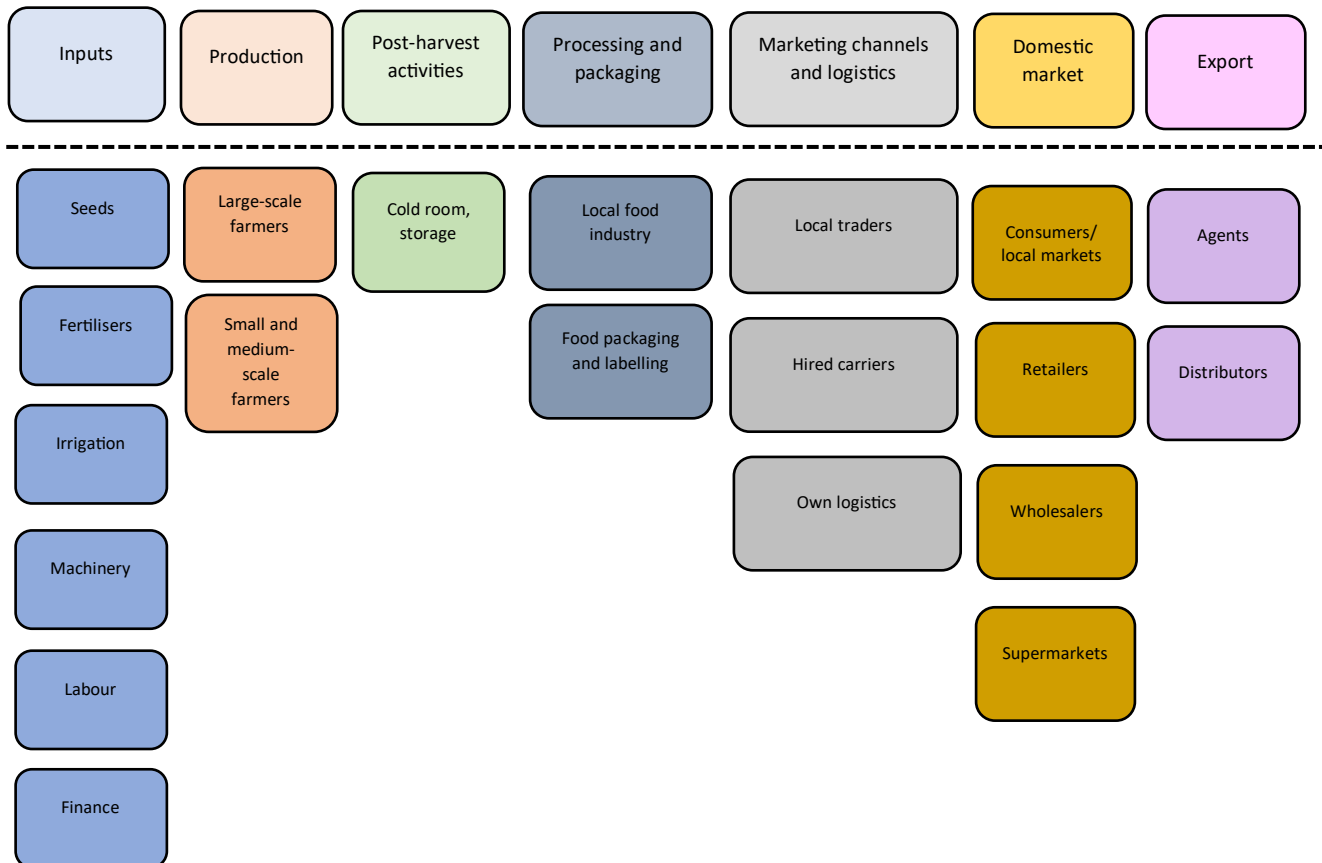 Inputs
Production
Post-harvest
activities
Processing and
packaging
Marketing channels
and logistics
Domestic
market
Export
Seeds
Fertilisers
Irrigation
Machinery
Labour
Finance
Large-scale
farmers
Small and
medium-
scale
farmers
Cold room,
storage
Local food
industry
Food packaging
and labelling
Local traders
Hired carriers
Own logistics
Consumers/
local markets
Retailers
Wholesalers
Supermarkets
Agents
Distributors